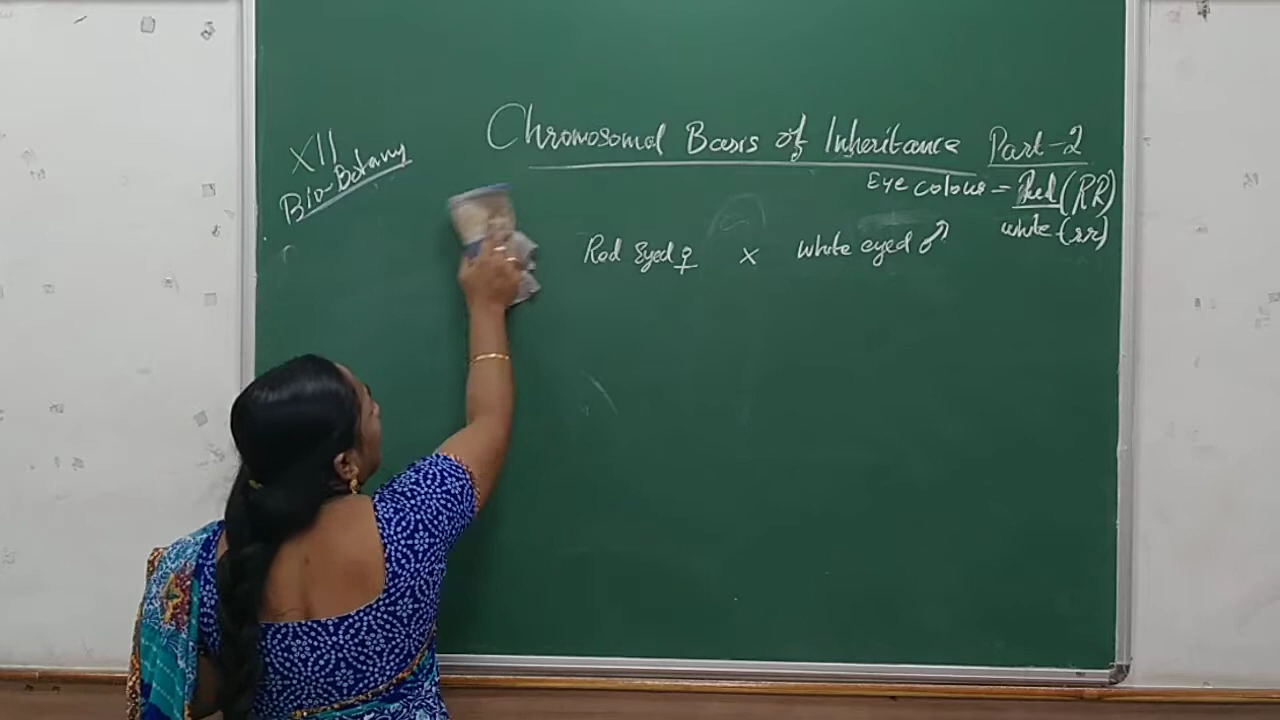 Chromosomal Basis of Inheritance Part-2
XII
Bio-Botany
Eye colour = Red (RR)
white (rr)
Red Eyed ♀ x white eyed ♂